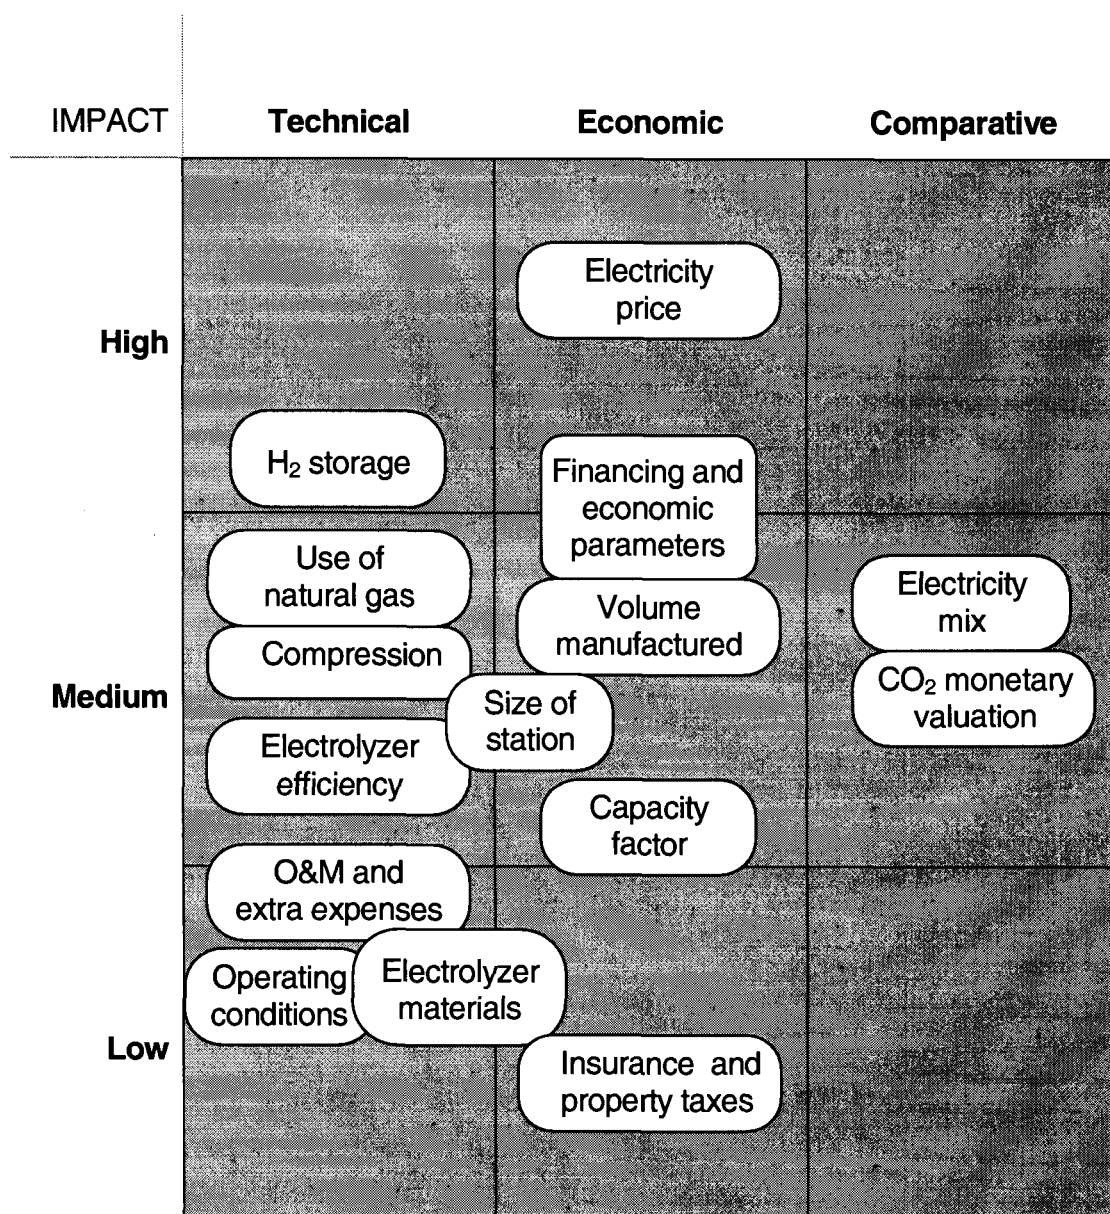 IMPACT
Technical
Economic
Comparative
High
Electricity
price
H₂ storage
Financing and
economic
parameters
Medium
Use of
natural gas
Compression
Electrolyzer
efficiency
Size of
station
Volume
manufactured
Capacity
factor
Electricity
mix
CO₂ monetary
valuation
Low
O&M and
extra expenses
Operating
conditions
Electrolyzer
materials
Insurance and
property taxes